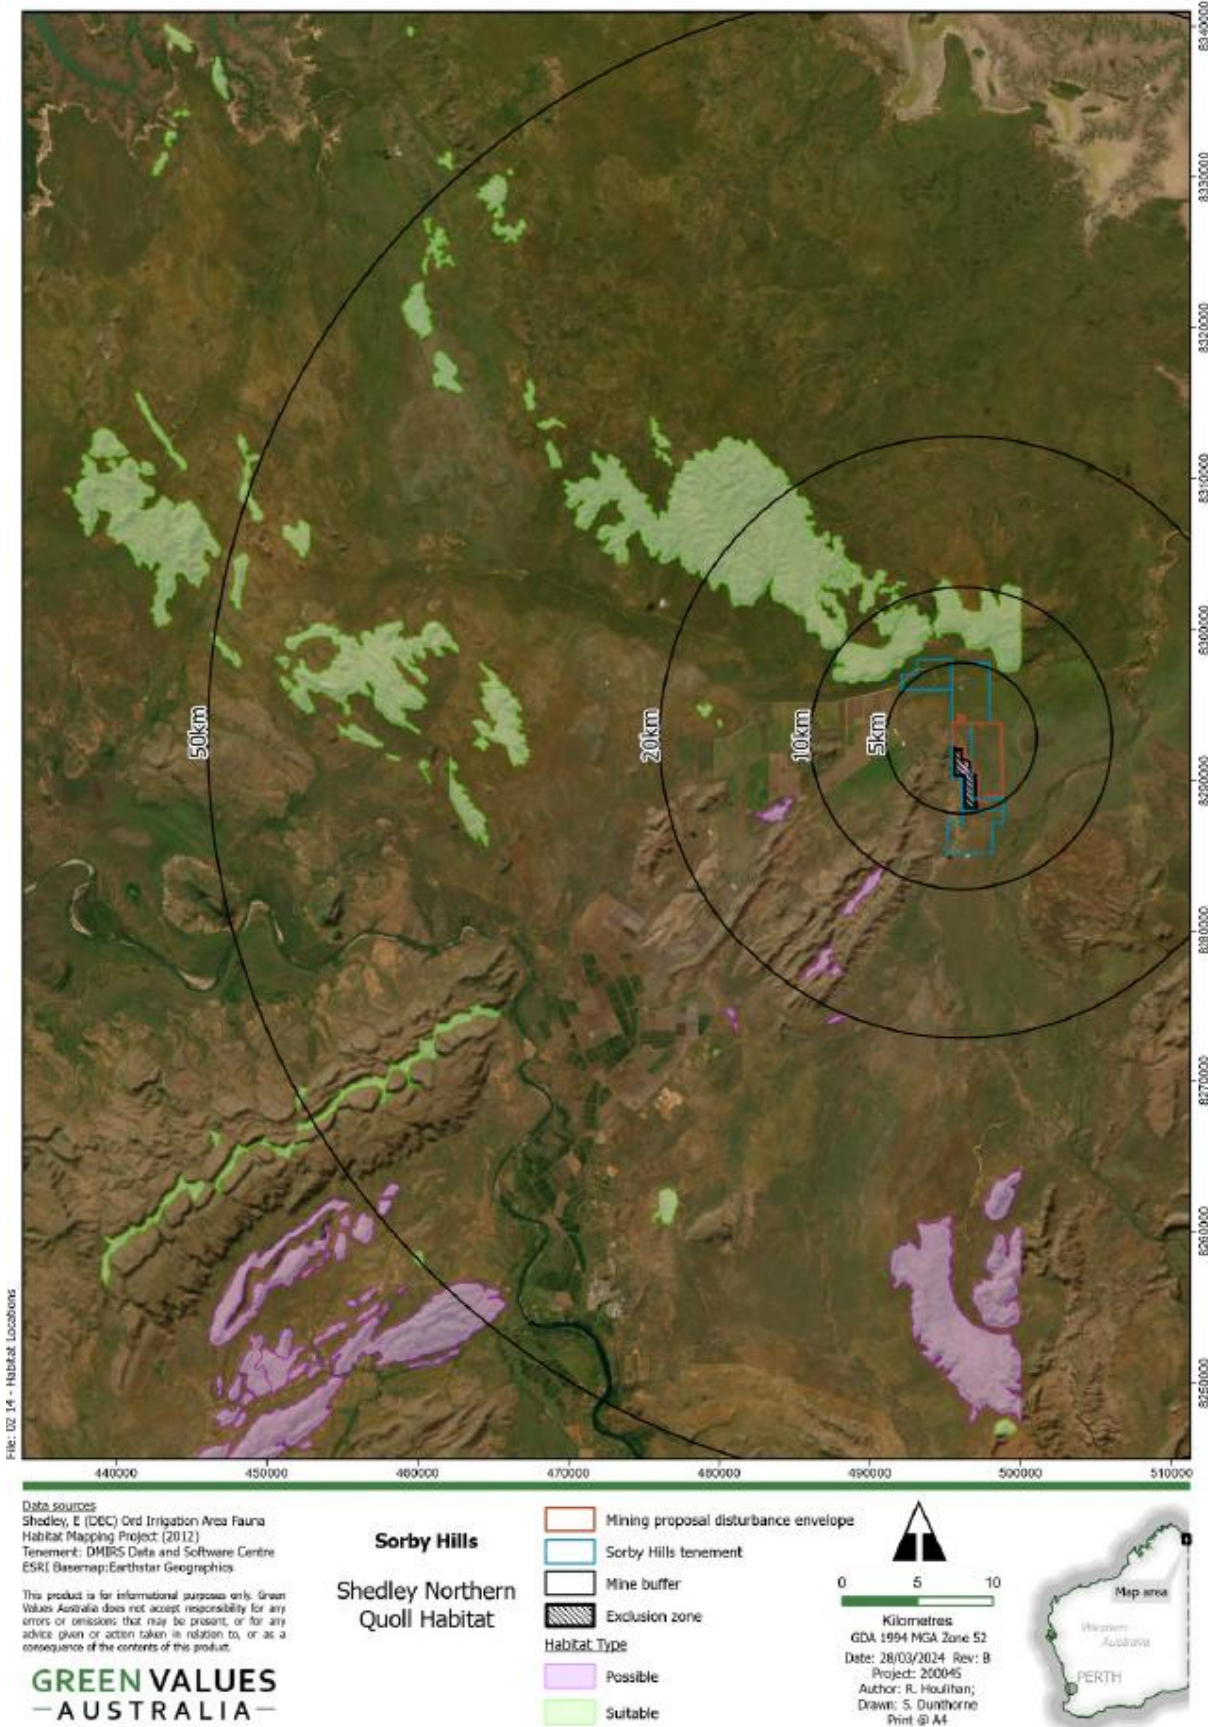 8340000
8330000
8320000
8310000
8300000
8290000
8280000
8270000
8260000
8250000
50km
20km
10km
5km
File: 02 14 - Habitat Locations
440000
450000
460000
470000
480000
490000
500000
510000
Data sources
Shedley, E (DEC) Ord Irrigation Area Fauna
Habitat Mapping Project (2012)
Tenement: DMIRS Data and Software Centre
ESRI Basemap:Earthstar Geographics
This product is for informational purposes only. Green
Values Australia does not accept responsibility for any
errors or omissions that may be present, or for any
advice given or action taken in relation to, or as a
consequence of the contents of this product.
GREEN VALUES
— AUSTRALIA —
Sorby Hills
Shedley Northern
Quoll Habitat
Mining proposal disturbance envelope
Sorby Hills tenement
Mine buffer
Exclusion zone
Habitat Type
Possible
Suitable
0 5 10
Kilometres
GDA 1994 MGA Zone 52
Date: 28/03/2024 Rev: B
Project: 200045
Author: R. Houlihan;
Drawn: S. Dunthorne
Print @ A4
Map area
Western
Australia
PERTH